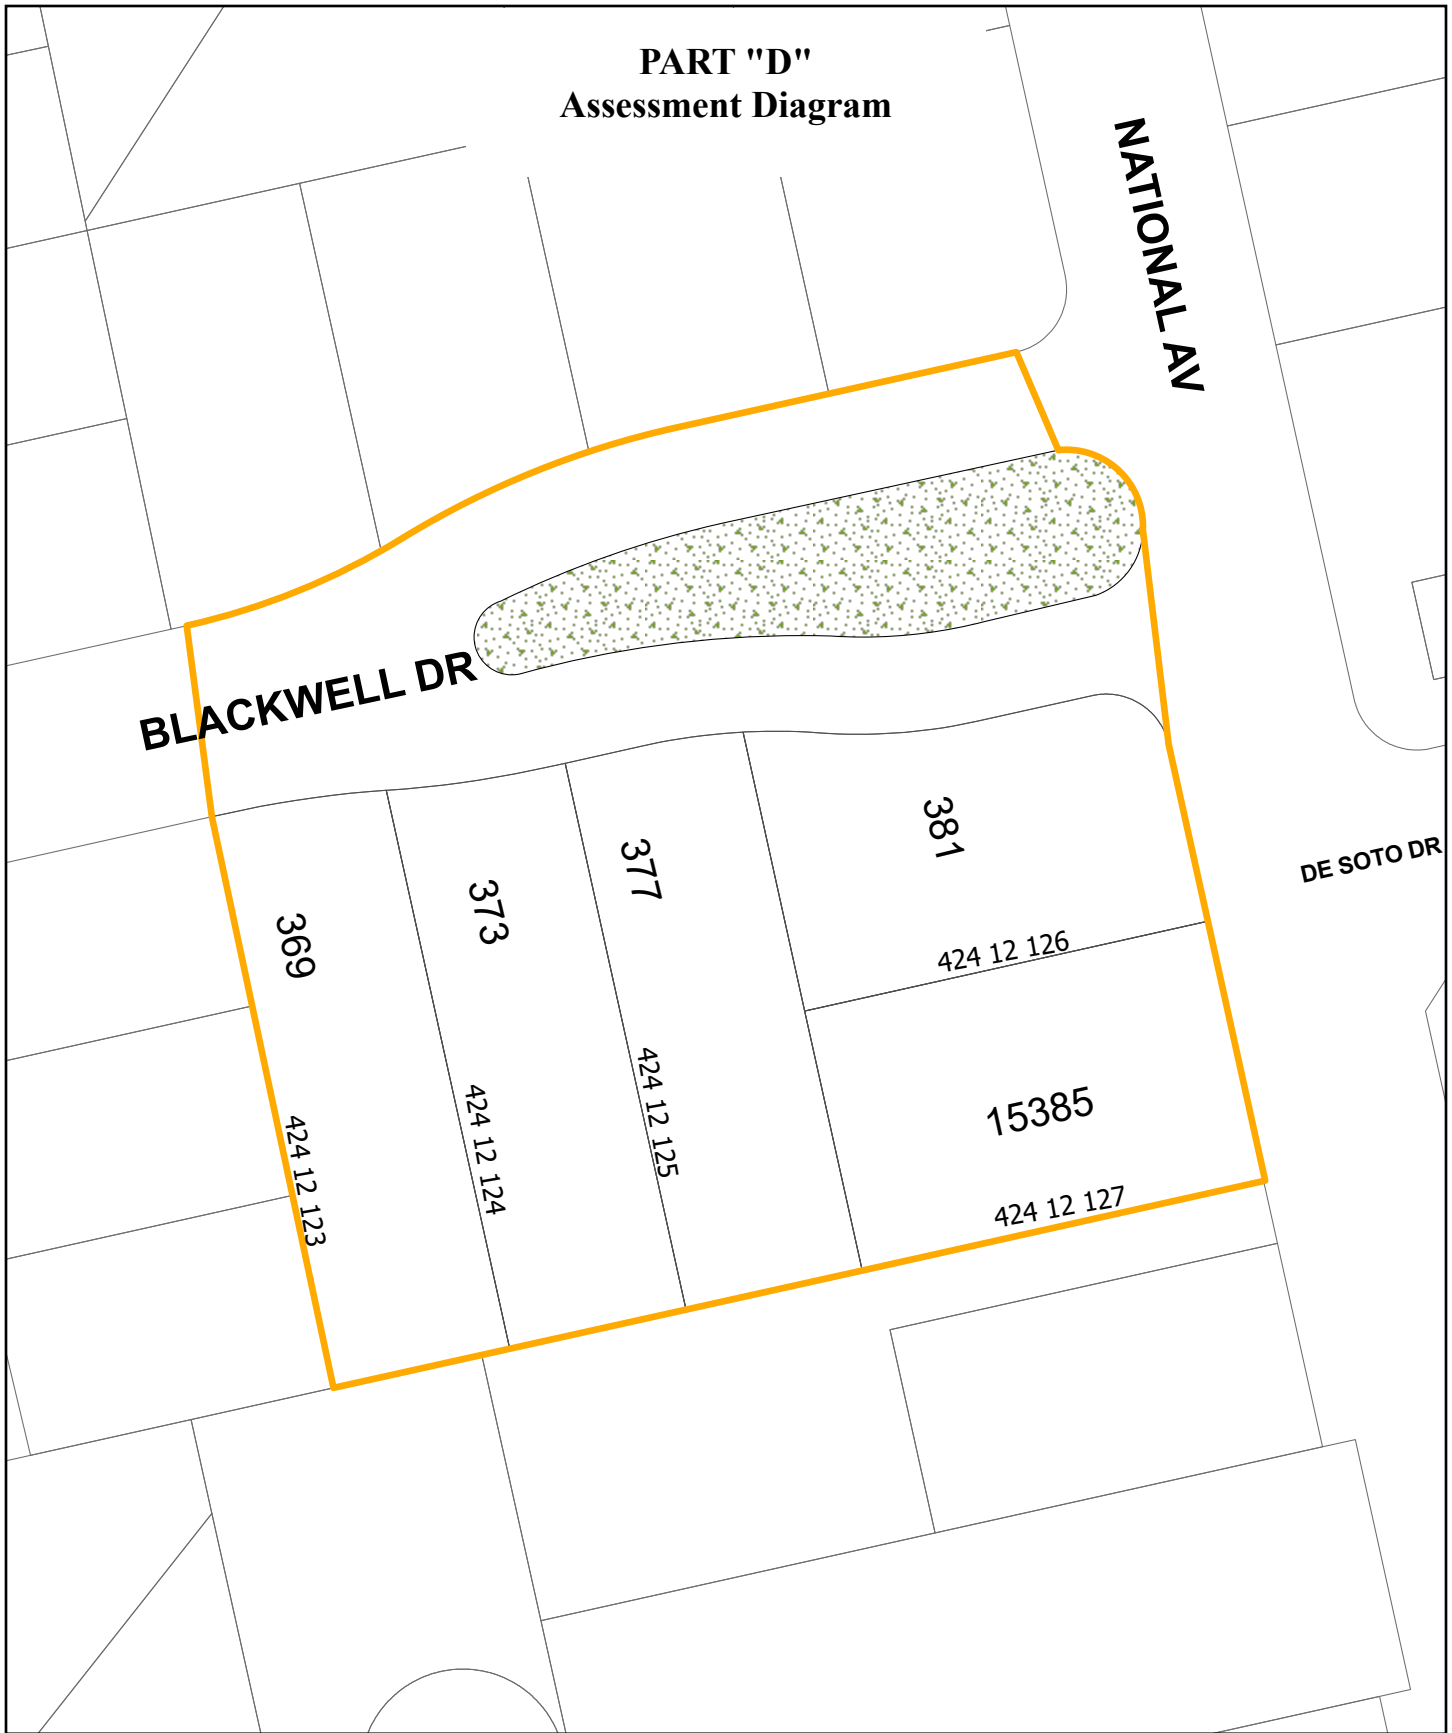 PART "D"
Assessment Diagram
NATIONAL AV
BLACKWELL DR
DE SOTO DR
381
377
373
369
424 12 126
424 12 125
424 12 124
424 12 123
15385
424 12 127